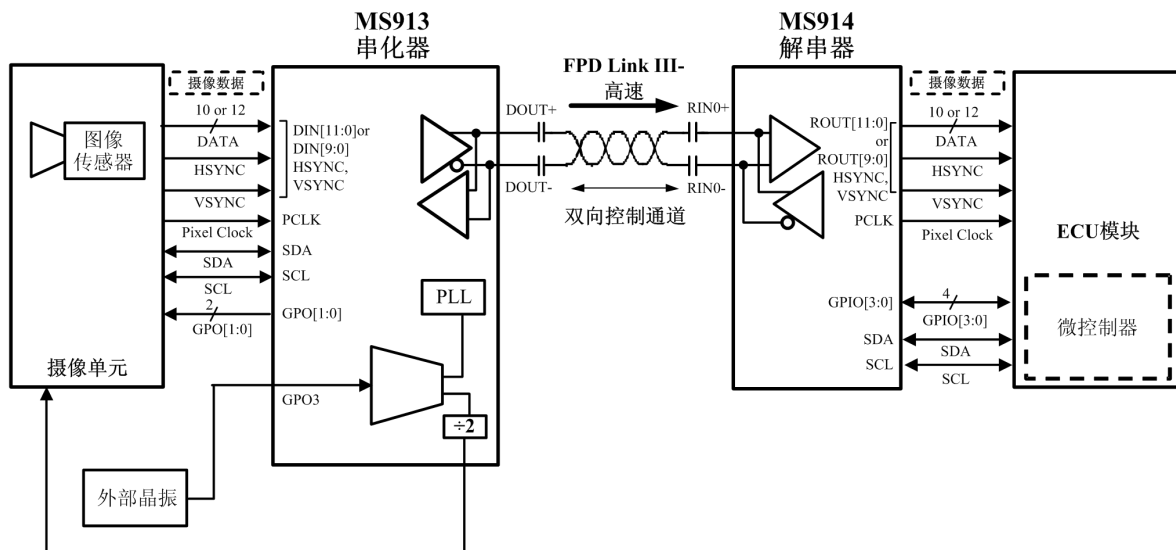 MS913
串化器
MS914
解串器
摄像数据
FPD Link III-
高速
摄像数据
图像
传感器
10 or 12
DATA
HSYNC
VSYNC
Pixel Clock
SDA
SCL
2
GPO[1:0]
摄像单元
DIN[11:0]or
DIN[9:0]
HSYNC,
VSYNC
PCLK
SDA
SCL
GPO[1:0]
PLL
GPO3
÷2
外部晶振
DOUT+
DOUT-
RIN0+
RIN0-
双向控制通道
ROUT[11:0]
or
ROUT[9:0]
HSYNC,
VSYNC
PCLK
GPIO[3:0]
SDA
SCL
10 or 12
DATA
HSYNC
VSYNC
Pixel Clock
4
GPIO[3:0]
SDA
SCL
ECU模块
微控制器